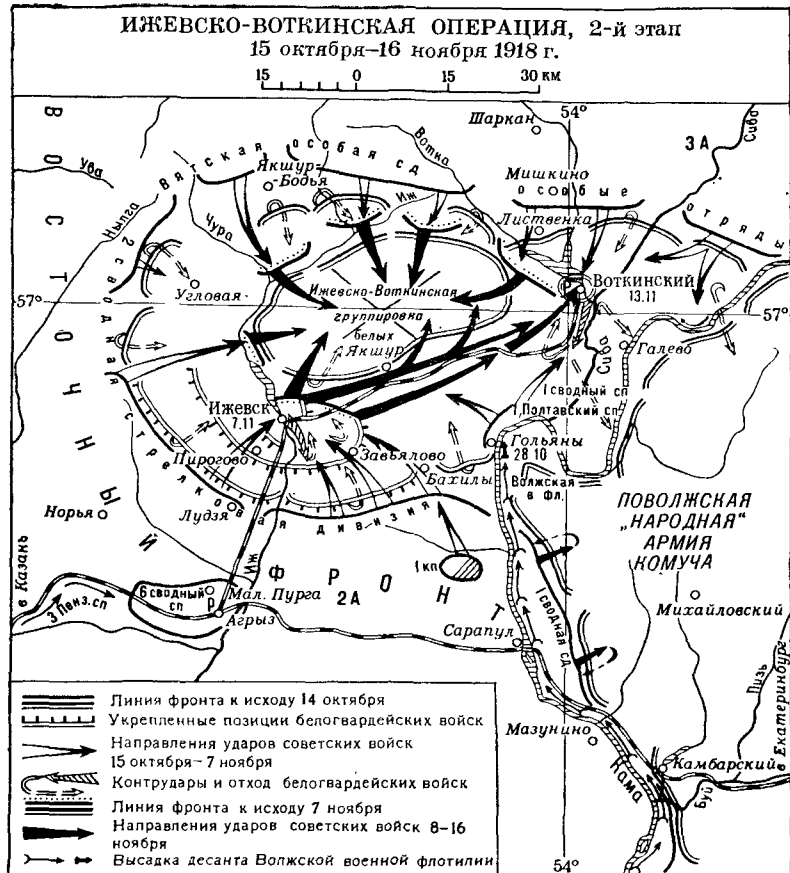 ИЖЕВСКО-ВОТКИНСКАЯ ОПЕРАЦИЯ, 2-й этап
15 октября–16 ноября 1918 г.
15 0 15 30 км
54°
Шаркан
Сива
ЗА
Вотка
Ува
Вятская особая сд
Якшур-
-Бодья
Мишкино
особые
отряды
Иж
Лиственка
Нылга
Чура
2 сводная стрелковая дивизия
Угловая
57°
Ижевско-Воткинская
группировка
белых
Воткинский
13.11
57°
Якшур
Сива
Галево
1 сводный сп
1 Полтавский сп
Ижевск
7.11
Гольяны
28 10
Пирогово
Завьялово
Бахилы
Волжская
в Фл.
ВОСТОЧНЫЙ
ФРОНТ
Норья
Лудзя
ПОВОЛЖСКАЯ
„НАРОДНАЯ"
АРМИЯ
КОМУЧА
в Казань
Иж
1 кп
2А
6 сводный
сп
Р
Мал. Пурга
3 Пенз.сп
Агрыз
1 сводная сд
Михайловский
Сарапул
Пизь
в Екатеринбург
Мазунино
Камбарский
Кама
Буй
54°
Линия фронта к исходу 14 октября
Укрепленные позиции белогвардейских войск
Направления ударов советских войск
15 октября–7 ноября
Контрудары и отход белогвардейских войск
Линия фронта к исходу 7 ноября
Направления ударов советских войск 8–16
ноября
Высадка десанта Волжской военной флотилии